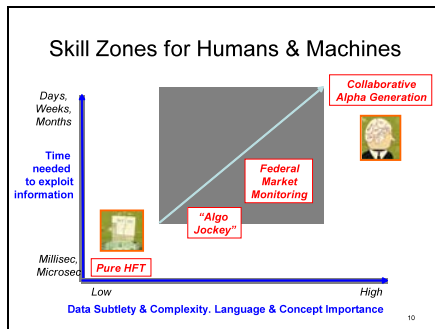 Skill Zones for Humans & Machines
Collaborative
Alpha Generation
Days,
Weeks,
Months
Time
needed
to exploit
information
Federal
Market
Monitoring
"Algo
Jockey"
Millisec,
Microsec
Pure HFT
Low
High
Data Subtlety & Complexity. Language & Concept Importance
10